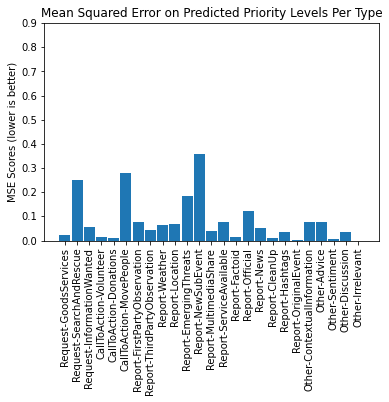 Mean Squared Error on Predicted Priority Levels Per Type
MSE Scores (lower is better)
0.9
0.8
0.7
0.6
0.5
0.4
0.3
0.2
0.1
0.0
Request-GoodsServices
Request-SearchAndRescue
Request-InformationWanted
CallToAction-Volunteer
CallToAction-Donations
CallToAction-MovePeople
Report-FirstPartyObservation
Report-ThirdPartyObservation
Report-Weather
Report-Location
Report-EmergingThreats
Report-NewSubEvent
Report-MultimediaShare
Report-ServiceAvailable
Report-Factoid
Report-Official
Report-News
Report-CleanUp
Report-Hashtags
Report-OriginalEvent
Other-ContextualInformation
Other-Advice
Other-Sentiment
Other-Discussion
Other-Irrelevant